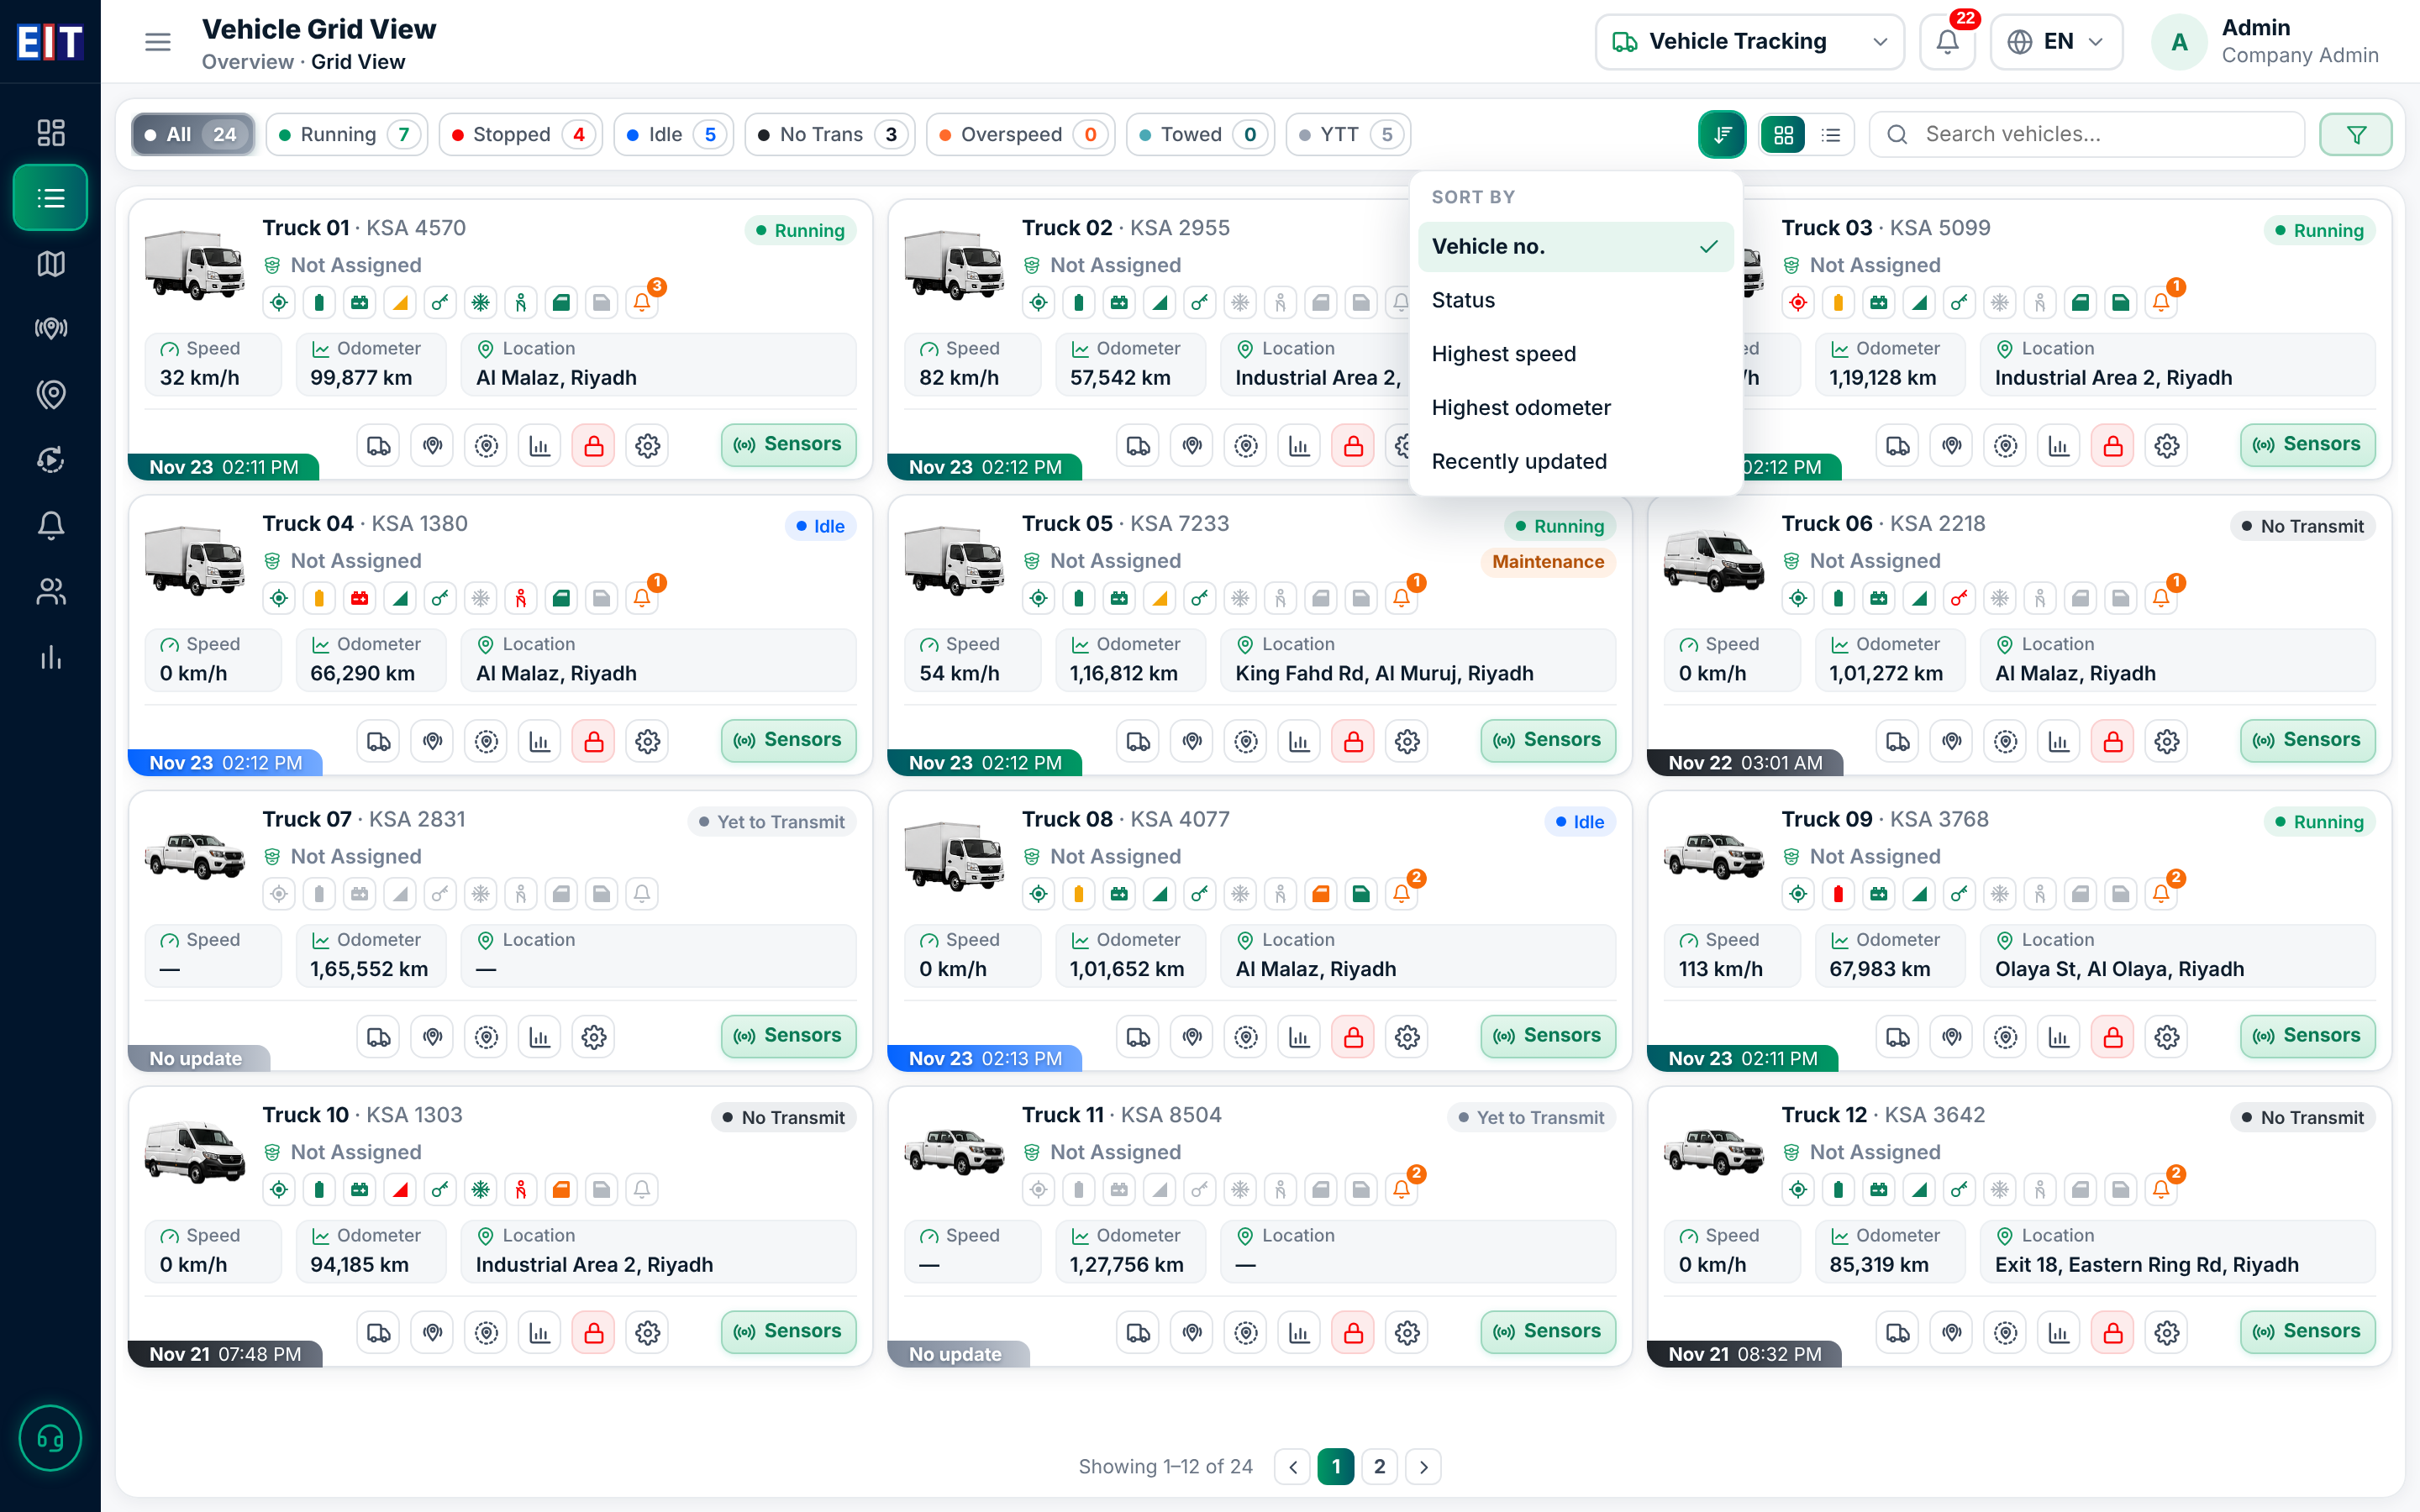 EIT
Vehicle Grid View
Overview · Grid View
Vehicle Tracking
22
EN
A
Admin
Company Admin
All 24
Running 7
Stopped 4
Idle 5
No Trans 3
Overspeed 0
Towed 0
YTT 5
Search vehicles...
SORT BY
Vehicle no.
Status
Highest speed
Highest odometer
Recently updated
Truck 01 · KSA 4570
Running
Not Assigned
3
Speed
32 km/h
Odometer
99,877 km
Location
Al Malaz, Riyadh
Nov 23 02:11 PM
Sensors
Truck 02 · KSA 2955
Not Assigned
Speed
82 km/h
Odometer
57,542 km
Location
Industrial Area 2,
Nov 23 02:12 PM
Truck 03 · KSA 5099
Running
Not Assigned
1
Odometer
1,19,128 km
Location
Industrial Area 2, Riyadh
02:12 PM
Sensors
Truck 04 · KSA 1380
Idle
Not Assigned
1
Speed
0 km/h
Odometer
66,290 km
Location
Al Malaz, Riyadh
Nov 23 02:12 PM
Sensors
Truck 05 · KSA 7233
Running
Not Assigned
Maintenance
1
Speed
54 km/h
Odometer
1,16,812 km
Location
King Fahd Rd, Al Muruj, Riyadh
Nov 23 02:12 PM
Sensors
Truck 06 · KSA 2218
No Transmit
Not Assigned
1
Speed
0 km/h
Odometer
1,01,272 km
Location
Al Malaz, Riyadh
Nov 22 03:01 AM
Sensors
Truck 07 · KSA 2831
Yet to Transmit
Not Assigned
Speed
—
Odometer
1,65,552 km
Location
—
No update
Sensors
Truck 08 · KSA 4077
Idle
Not Assigned
2
Speed
0 km/h
Odometer
1,01,652 km
Location
Al Malaz, Riyadh
Nov 23 02:13 PM
Sensors
Truck 09 · KSA 3768
Running
Not Assigned
2
Speed
113 km/h
Odometer
67,983 km
Location
Olaya St, Al Olaya, Riyadh
Nov 23 02:11 PM
Sensors
Truck 10 · KSA 1303
No Transmit
Not Assigned
Speed
0 km/h
Odometer
94,185 km
Location
Industrial Area 2, Riyadh
Nov 21 07:48 PM
Sensors
Truck 11 · KSA 8504
Yet to Transmit
Not Assigned
2
Speed
—
Odometer
1,27,756 km
Location
—
No update
Sensors
Truck 12 · KSA 3642
No Transmit
Not Assigned
2
Speed
0 km/h
Odometer
85,319 km
Location
Exit 18, Eastern Ring Rd, Riyadh
Nov 21 08:32 PM
Sensors
Showing 1–12 of 24
1
2